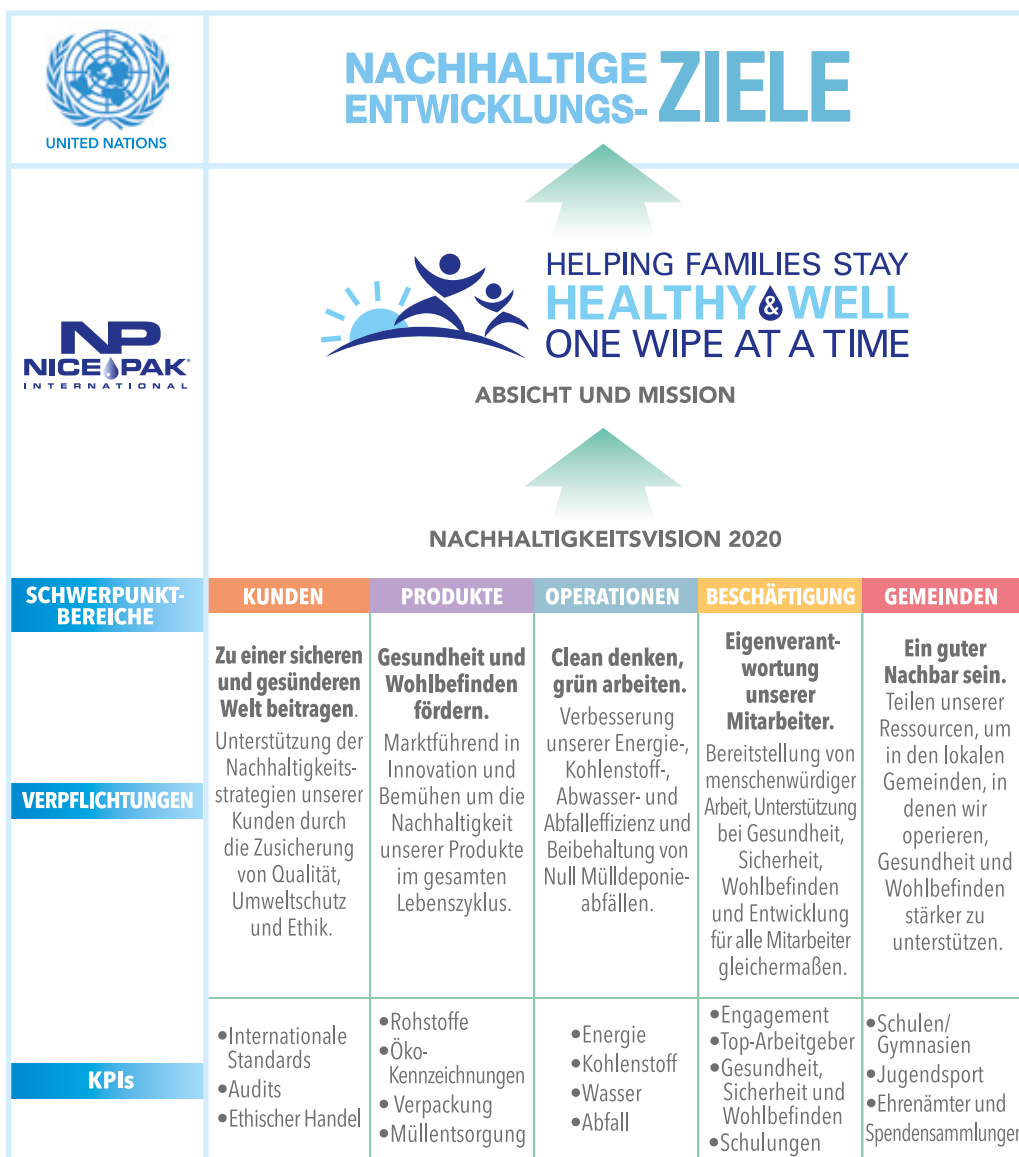 UNITED NATIONS
NACHHALTIGE
ENTWICKLUNGS-
ZIELE
NP
NICE PAK®
INTERNATIONAL
HELPING FAMILIES STAY
HEALTHY & WELL
ONE WIPE AT A TIME
ABSICHT UND MISSION
NACHHALTIGKEITSVISION 2020
SCHWERPUNKT-
BEREICHE
KUNDEN
PRODUKTE
OPERATIONEN
BESCHÄFTIGUNG
GEMEINDEN
VERPFLICHTUNGEN
Zu einer sicheren
und gesünderen
Welt beitragen.
Unterstützung der
Nachhaltigkeits-
strategien unserer
Kunden durch
die Zusicherung
von Qualität,
Umweltschutz
und Ethik.
Gesundheit und
Wohlbefinden
fördern.
Marktführend in
Innovation und
Bemühen um die
Nachhaltigkeit
unserer Produkte
im gesamten
Lebenszyklus.
Clean denken,
grün arbeiten.
Verbesserung
unserer Energie-,
Kohlenstoff-,
Abwasser- und
Abfalleffizienz und
Beibehaltung von
Null Mülldeponie-
abfällen.
Eigenverant-
wortung
unserer
Mitarbeiter.
Bereitstellung von
menschenwürdiger
Arbeit, Unterstützung
bei Gesundheit,
Sicherheit,
Wohlbefinden
und Entwicklung
für alle Mitarbeiter
gleichermaßen.
Ein guter
Nachbar sein.
Teilen unserer
Ressourcen, um
in den lokalen
Gemeinden, in
denen wir
operieren,
Gesundheit und
Wohlbefinden
stärker zu
unterstützen.
KPIs
•Internationale
Standards
•Audits
•Ethischer Handel
•Rohstoffe
•Öko-
Kennzeichnungen
• Verpackung
•Müllentsorgung
•Energie
•Kohlenstoff
•Wasser
•Abfall
•Engagement
•Top-Arbeitgeber
•Gesundheit,
Sicherheit und
Wohlbefinden
•Schulungen
•Schulen/
Gymnasien
•Jugendsport
•Ehrenämter und
Spendensammlungen